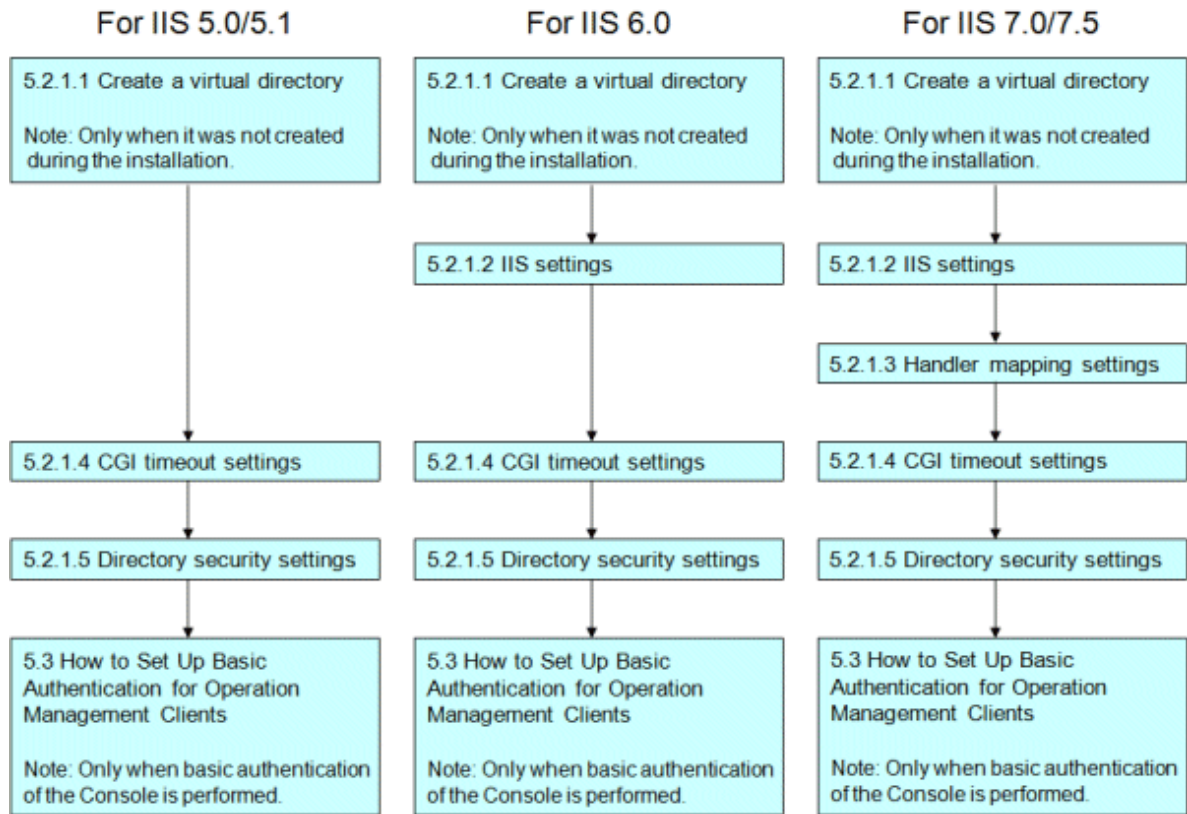 For IIS 5.0/5.1
5.2.1.1 Create a virtual directory
Note: Only when it was not created
during the installation.
5.2.1.4 CGI timeout settings
5.2.1.5 Directory security settings
5.3 How to Set Up Basic
Authentication for Operation
Management Clients
Note: Only when basic authentication
of the Console is performed.
For IIS 6.0
5.2.1.1 Create a virtual directory
Note: Only when it was not created
during the installation.
5.2.1.2 IIS settings
5.2.1.4 CGI timeout settings
5.2.1.5 Directory security settings
5.3 How to Set Up Basic
Authentication for Operation
Management Clients
Note: Only when basic authentication
of the Console is performed.
For IIS 7.0/7.5
5.2.1.1 Create a virtual directory
Note: Only when it was not created
during the installation.
5.2.1.2 IIS settings
5.2.1.3 Handler mapping settings
5.2.1.4 CGI timeout settings
5.2.1.5 Directory security settings
5.3 How to Set Up Basic
Authentication for Operation
Management Clients
Note: Only when basic authentication
of the Console is performed.